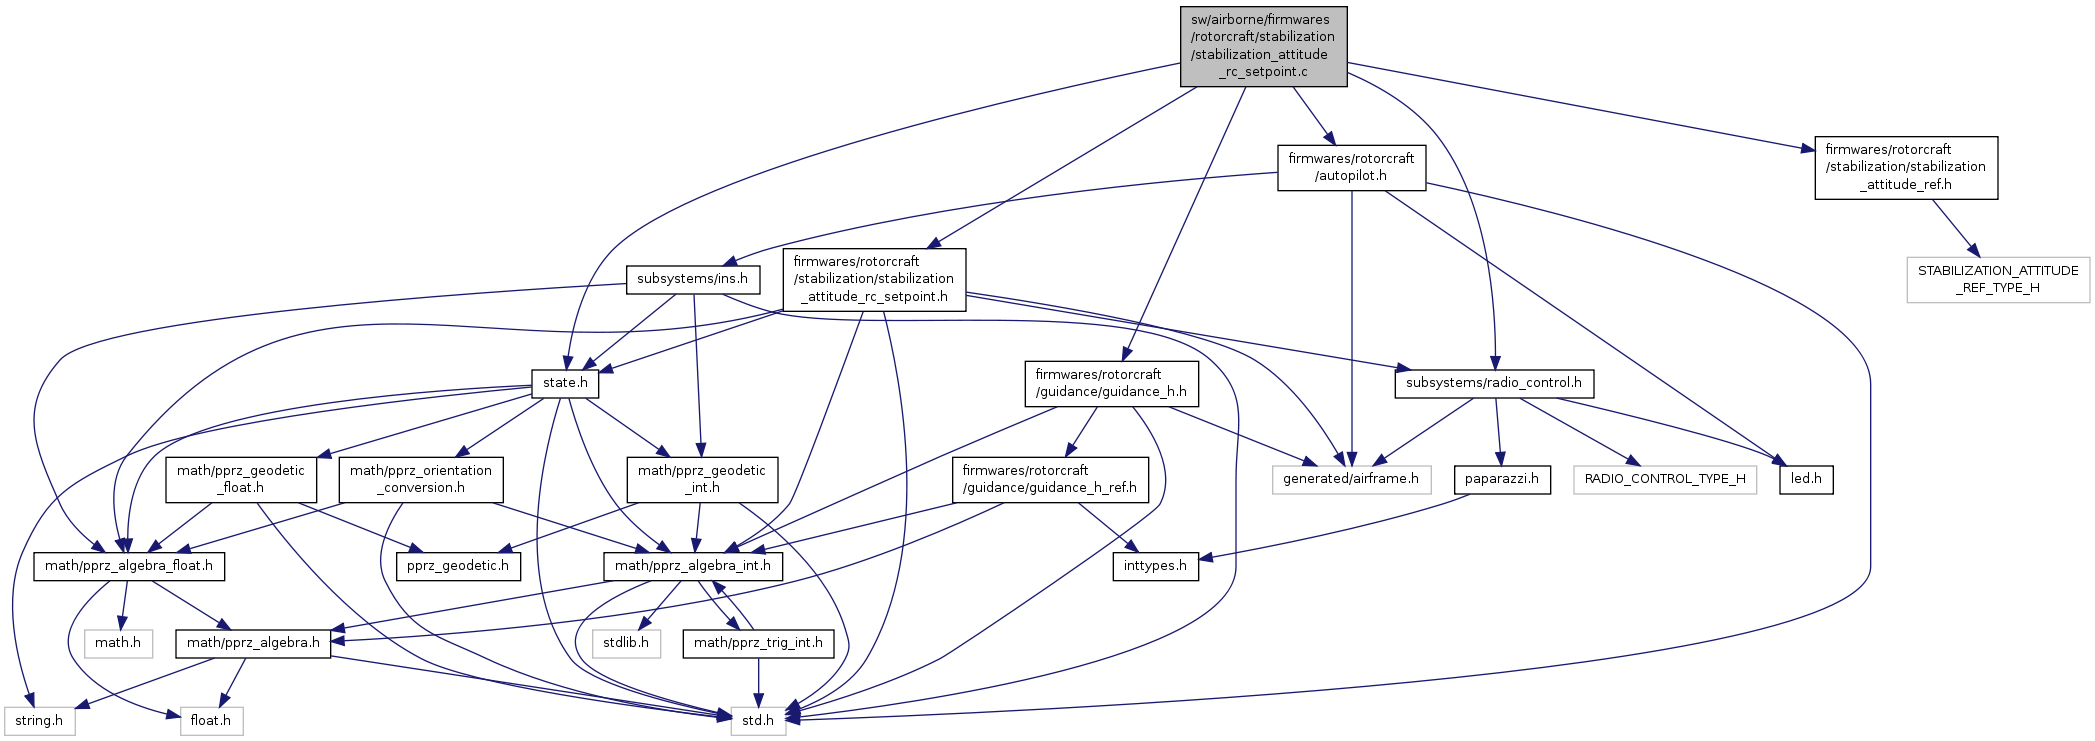 sw/airborne/firmwares
/rotorcraft/stabilization
/stabilization_attitude
_rc_setpoint.c
firmwares/rotorcraft
/autopilot.h
firmwares/rotorcraft
/stabilization/stabilization
_attitude_ref.h
subsystems/ins.h
firmwares/rotorcraft
/stabilization/stabilization
_attitude_rc_setpoint.h
STABILIZATION_ATTITUDE
_REF_TYPE_H
state.h
firmwares/rotorcraft
/guidance/guidance_h.h
subsystems/radio_control.h
math/pprz_geodetic
_float.h
math/pprz_orientation
_conversion.h
math/pprz_geodetic
_int.h
firmwares/rotorcraft
/guidance/guidance_h_ref.h
generated/airframe.h
paparazzi.h
RADIO_CONTROL_TYPE_H
led.h
math/pprz_algebra_float.h
pprz_geodetic.h
math/pprz_algebra_int.h
inttypes.h
math.h
math/pprz_algebra.h
stdlib.h
math/pprz_trig_int.h
string.h
float.h
std.h